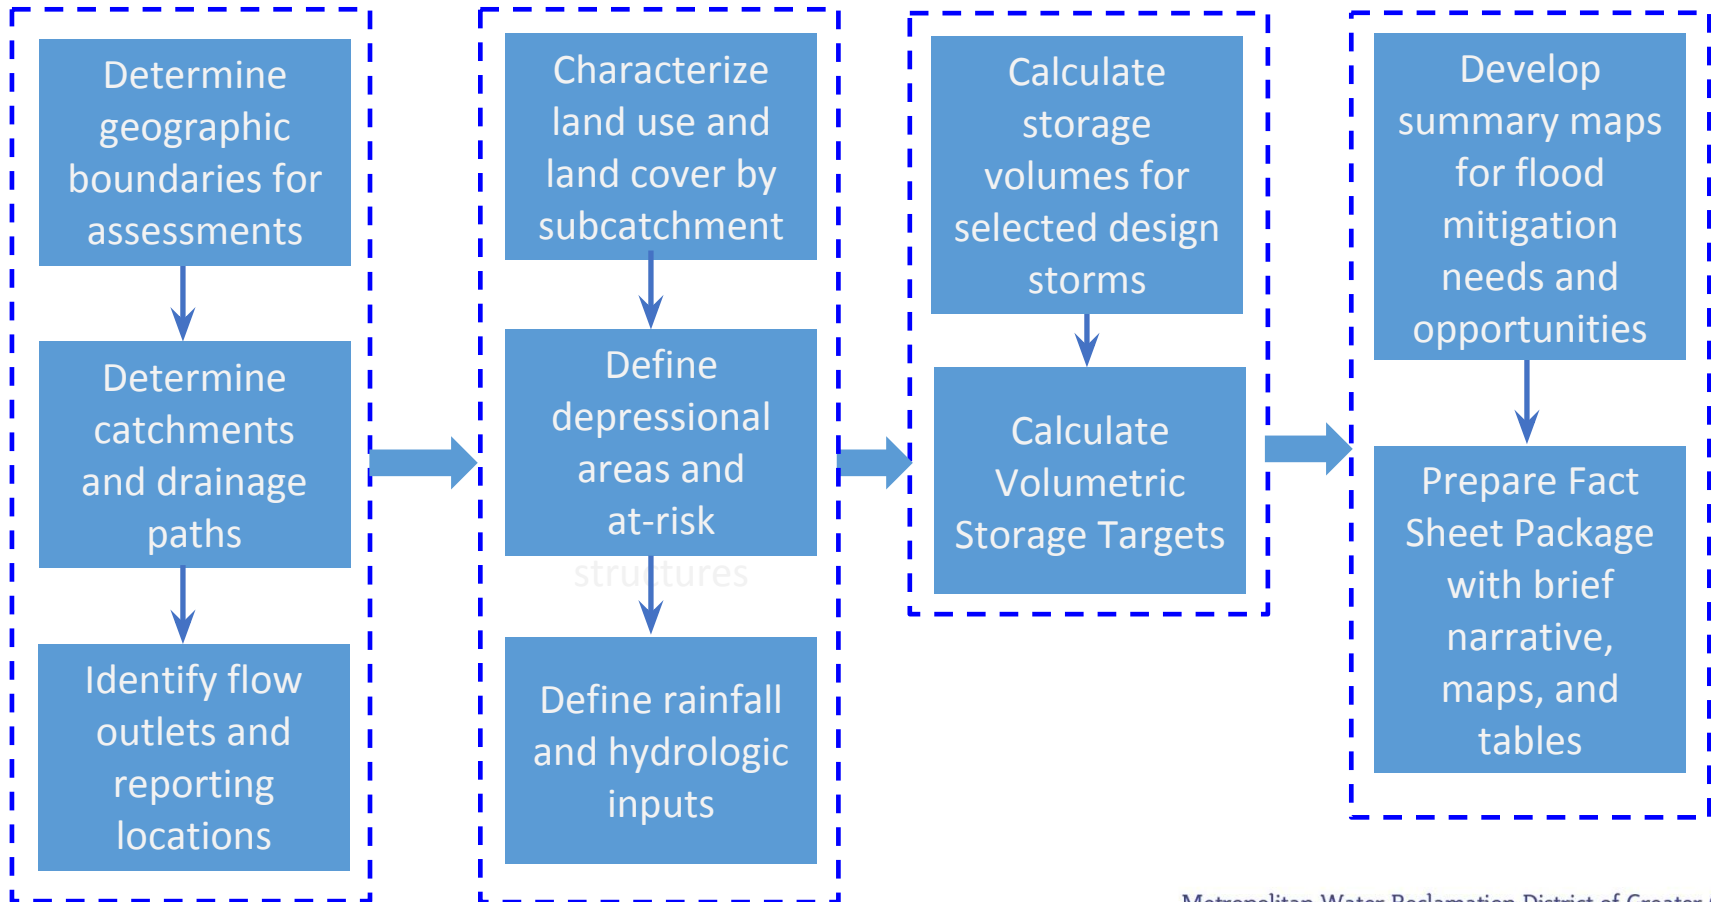 Determine
geographic
boundaries for
assessments
Determine
catchments
and drainage
paths
Identify flow
outlets and
reporting
locations
Characterize
land use and
land cover by
subcatchment
Define
depressional
areas and
at-risk
structures
Define rainfall
and hydrologic
inputs
Calculate
storage
volumes for
selected design
storms
Calculate
Volumetric
Storage Targets
Develop
summary maps
for flood
mitigation
needs and
opportunities
Prepare Fact
Sheet Package
with brief
narrative,
maps, and
tables
Metropolitan Water Reclamation District of Greater